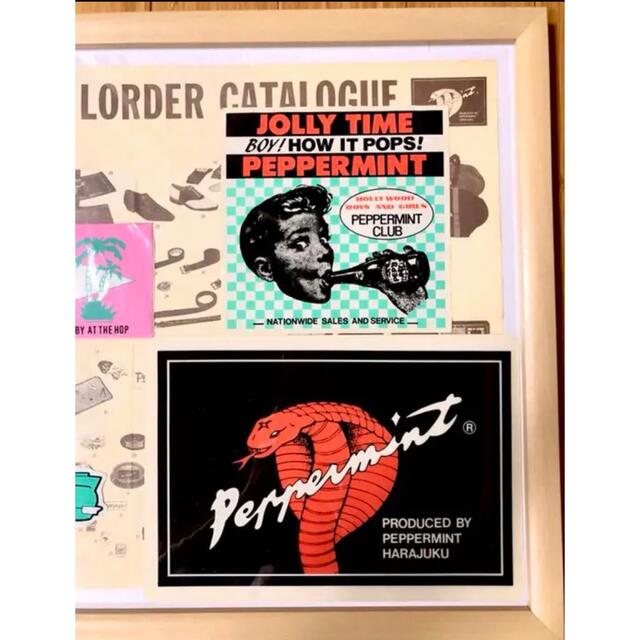 LORDER CATALOGUE
JOLLY TIME
BOY! HOW IT POPS!
PEPPERMINT
HOLLYWOOD
BOYS AND GIRLS
PEPPERMINT
CLUB
BY AT THE HOP
NATIONWIDE SALES AND SERVICE
Peppermint ®
PRODUCED BY
PEPPERMINT
HARAJUKU